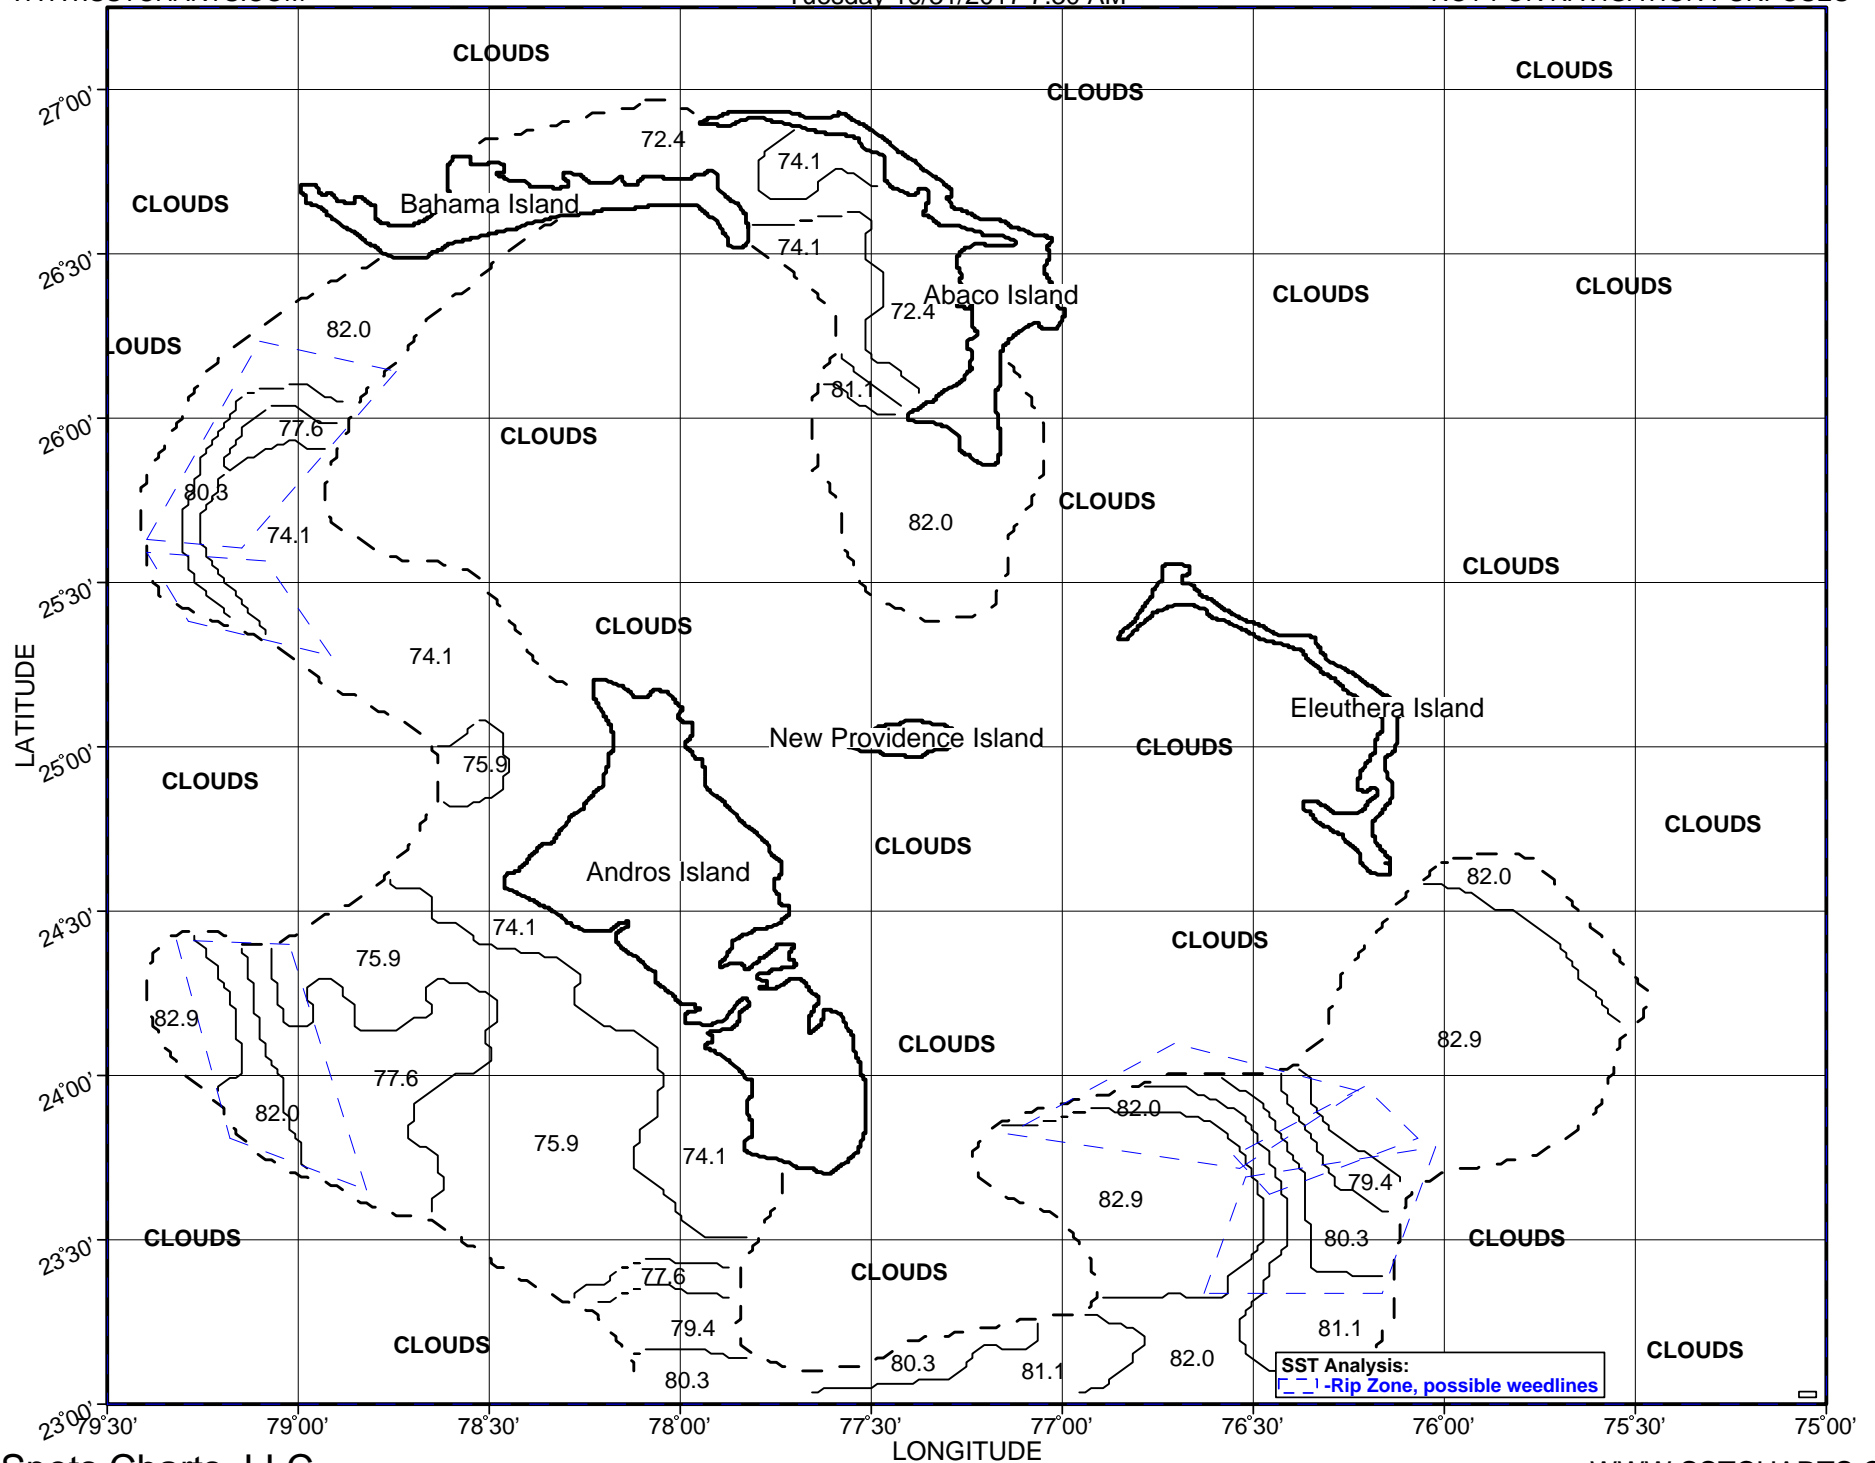 Tuesday 10/31/2017 7:30 AM
CLOUDS
CLOUDS
CLOUDS
27°00'
72.4
74.1
CLOUDS
Bahama Island
74.1
26°30'
Abaco Island
CLOUDS
CLOUDS
72.4
82.0
LOUDS
81.1
26°00'
77.6
CLOUDS
80.3
CLOUDS
82.0
74.1
CLOUDS
25°30'
CLOUDS
74.1
LATITUDE
Eleuthera Island
New Providence Island
CLOUDS
25°00'
75.9
CLOUDS
CLOUDS
CLOUDS
Andros Island
82.0
24°30'
74.1
CLOUDS
75.9
82.9
82.9
CLOUDS
77.6
24°00'
82.0
82.0
75.9
74.1
79.4
82.9
CLOUDS
80.3
CLOUDS
23°30'
CLOUDS
77.6
79.4
81.1
CLOUDS
CLOUDS
80.3
82.0
81.1
80.3
SST Analysis:
-Rip Zone, possible weedlines
23°00'
79°30'
79°00'
78°30'
78°00'
77°30'
77°00'
76°30'
76°00'
75°30'
75°00'
LONGITUDE